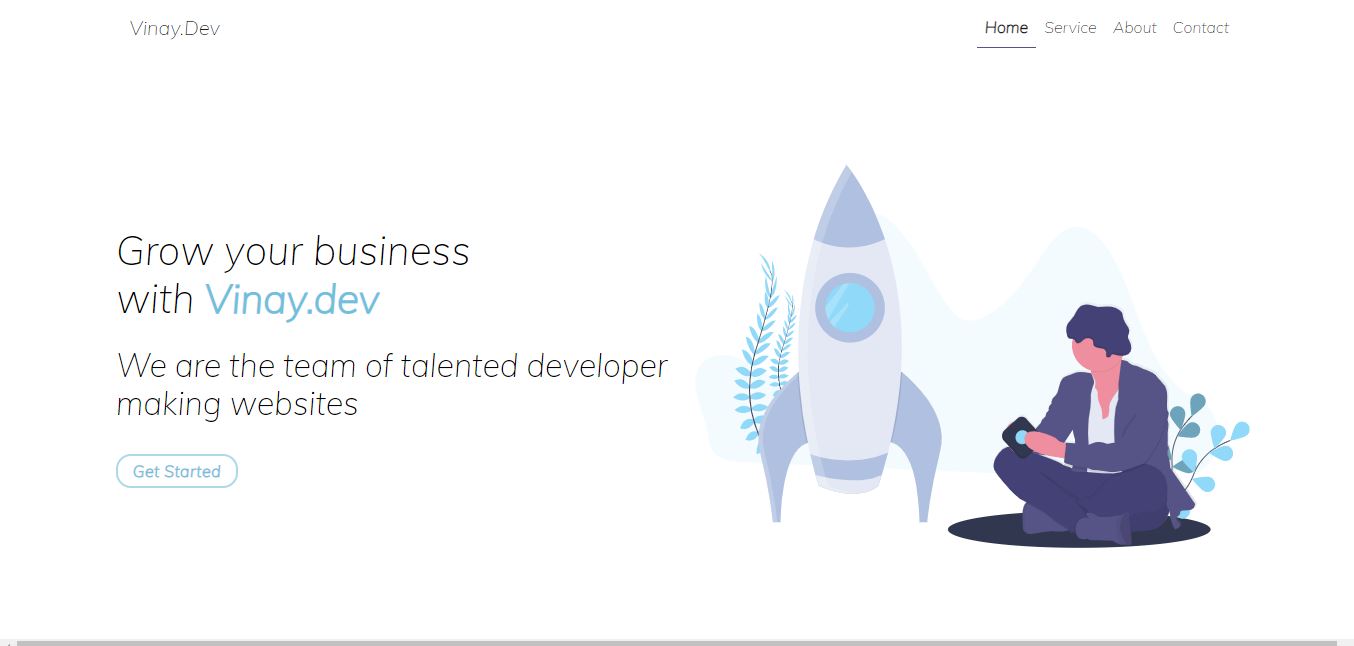 Vinay.Dev
Home Service About Contact
Grow your business
with Vinay.dev
We are the team of talented developer
making websites
Get Started